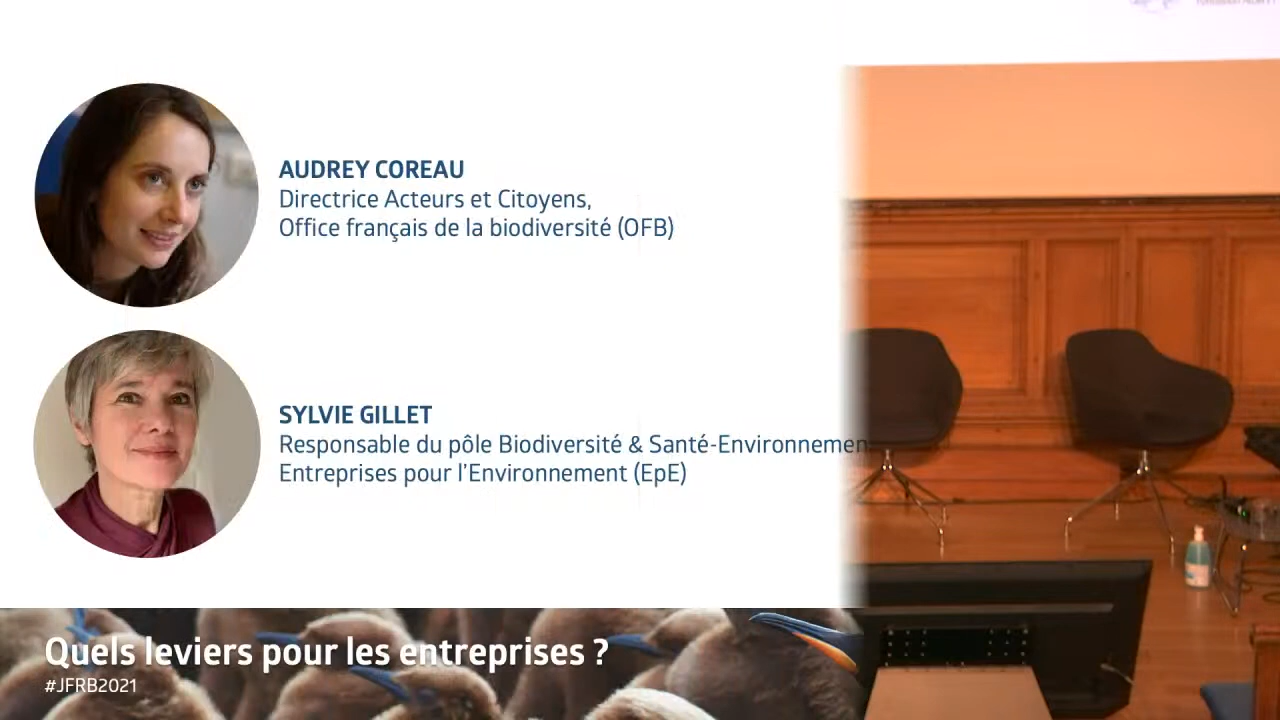 AUDREY COREAU
Directrice Acteurs et Citoyens,
Office français de la biodiversité (OFB)
SYLVIE GILLET
Responsable du pôle Biodiversité & Santé-Environnemen
Entreprises pour l'Environnement (EpE)
Quels leviers pour les entreprises ?
#JFRB2021